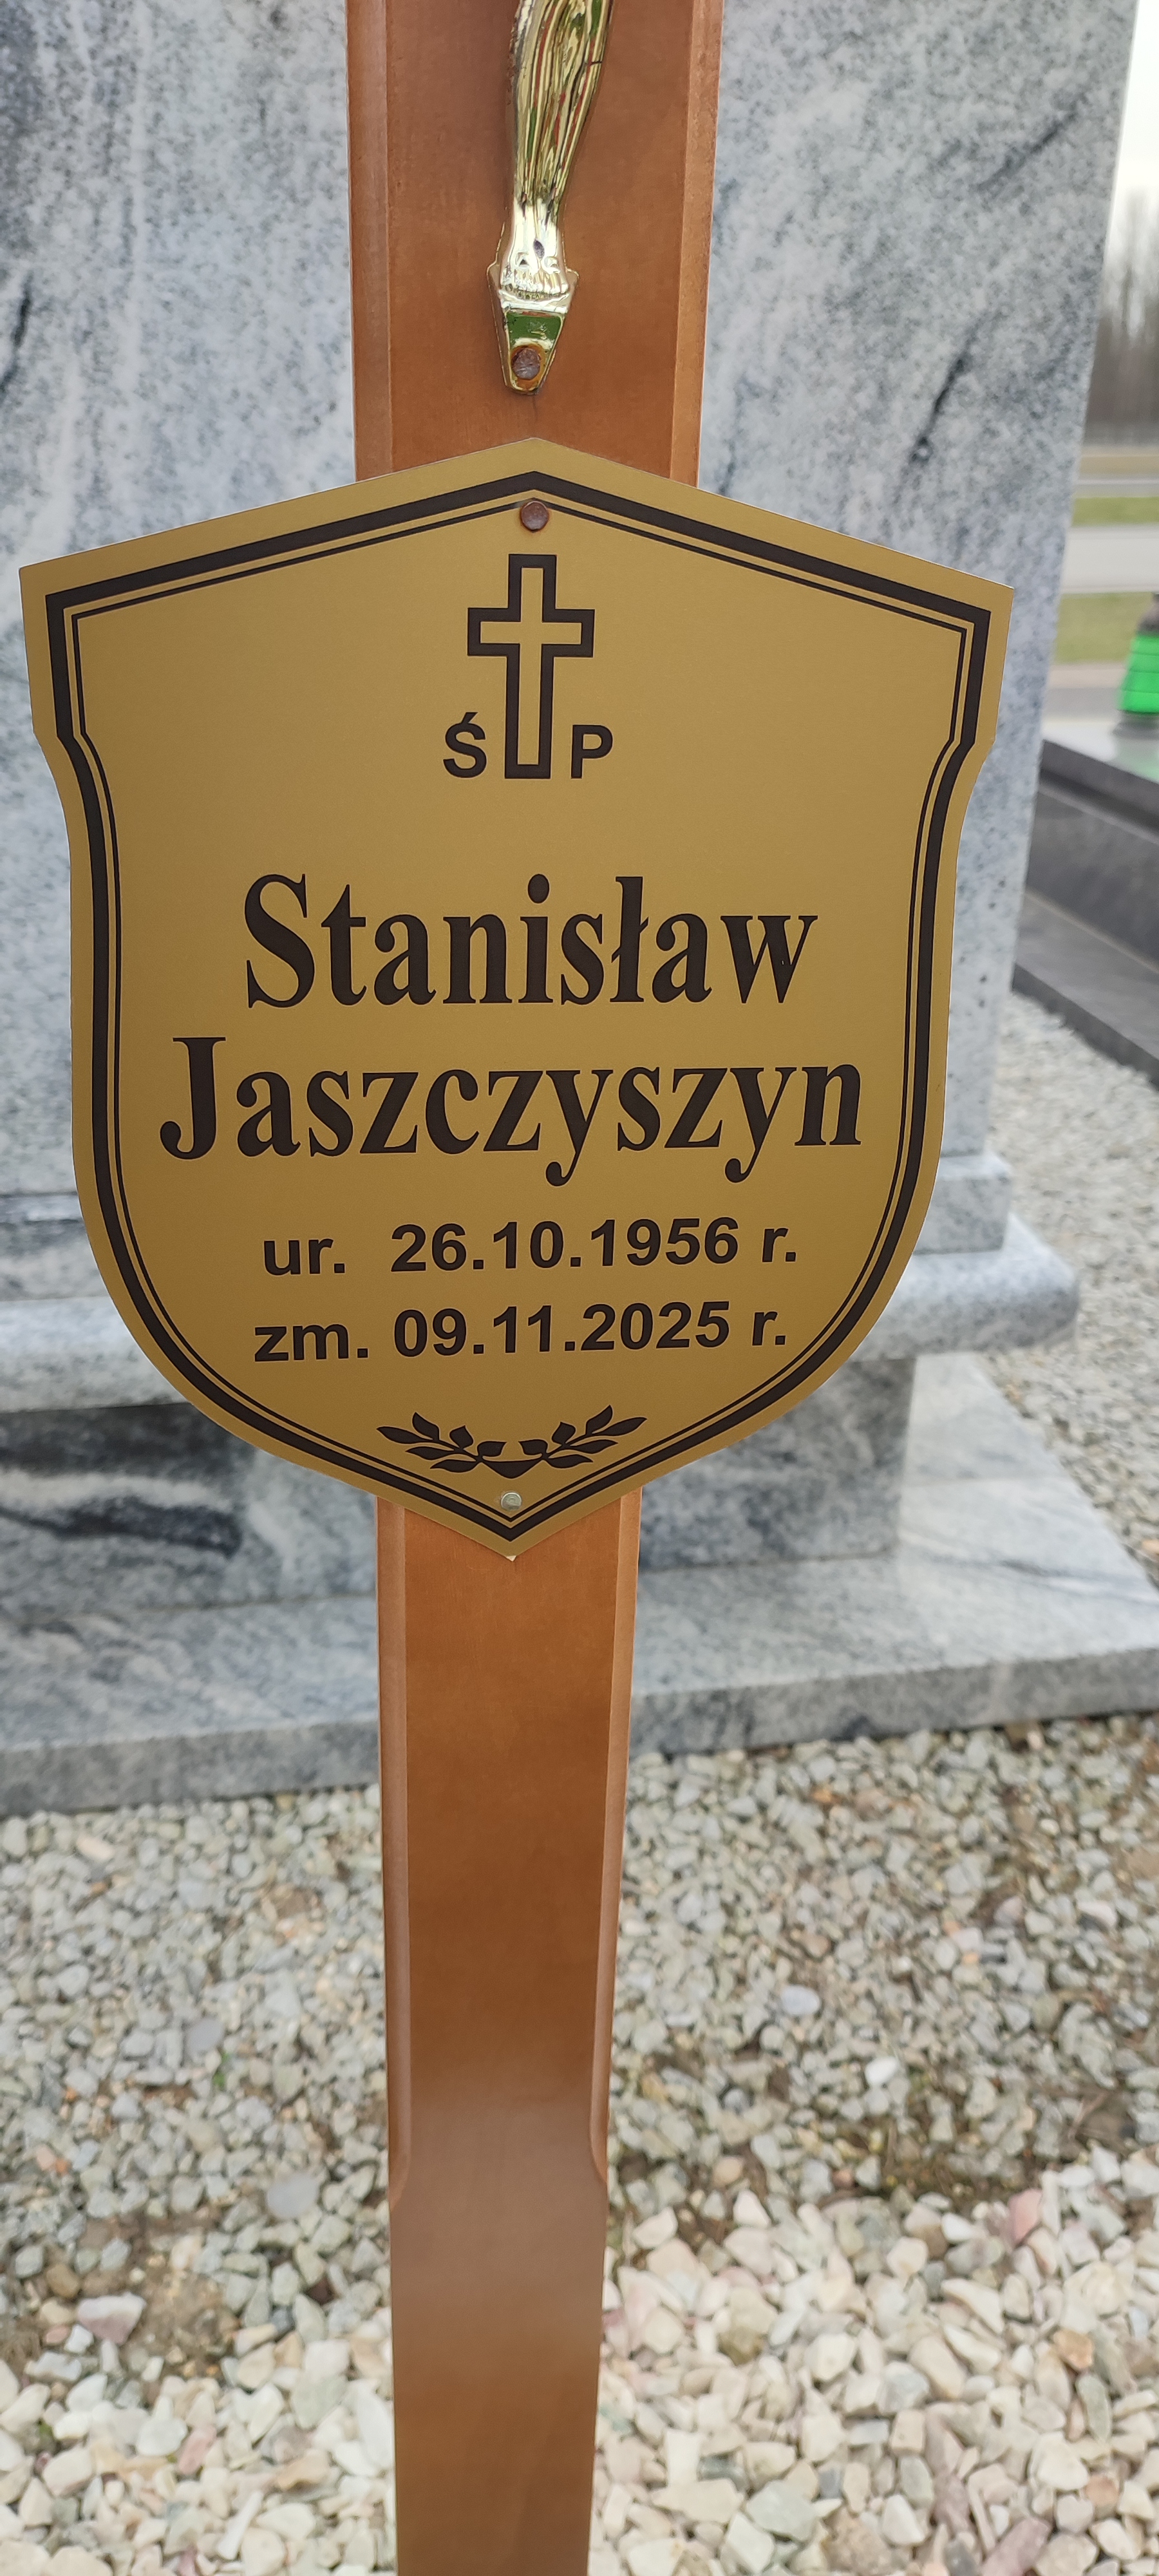 Ś P
Stanisław
Jaszczyszyn
ur. 26.10.1956 r.
zm. 09.11.2025 r.